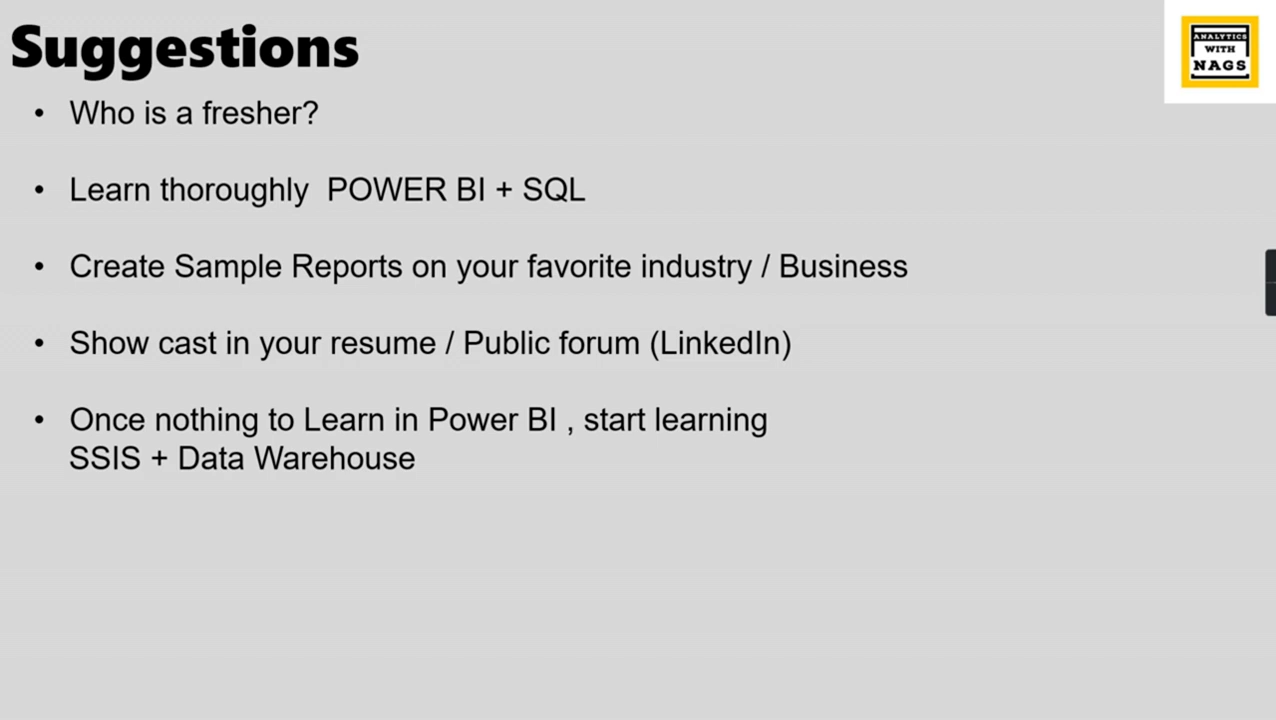 Suggestions
ANALYTICS
WITH
NAGS
• Who is a fresher?
• Learn thoroughly POWER BI + SQL
• Create Sample Reports on your favorite industry / Business
• Show cast in your resume / Public forum (LinkedIn)
• Once nothing to Learn in Power BI , start learning
SSIS + Data Warehouse